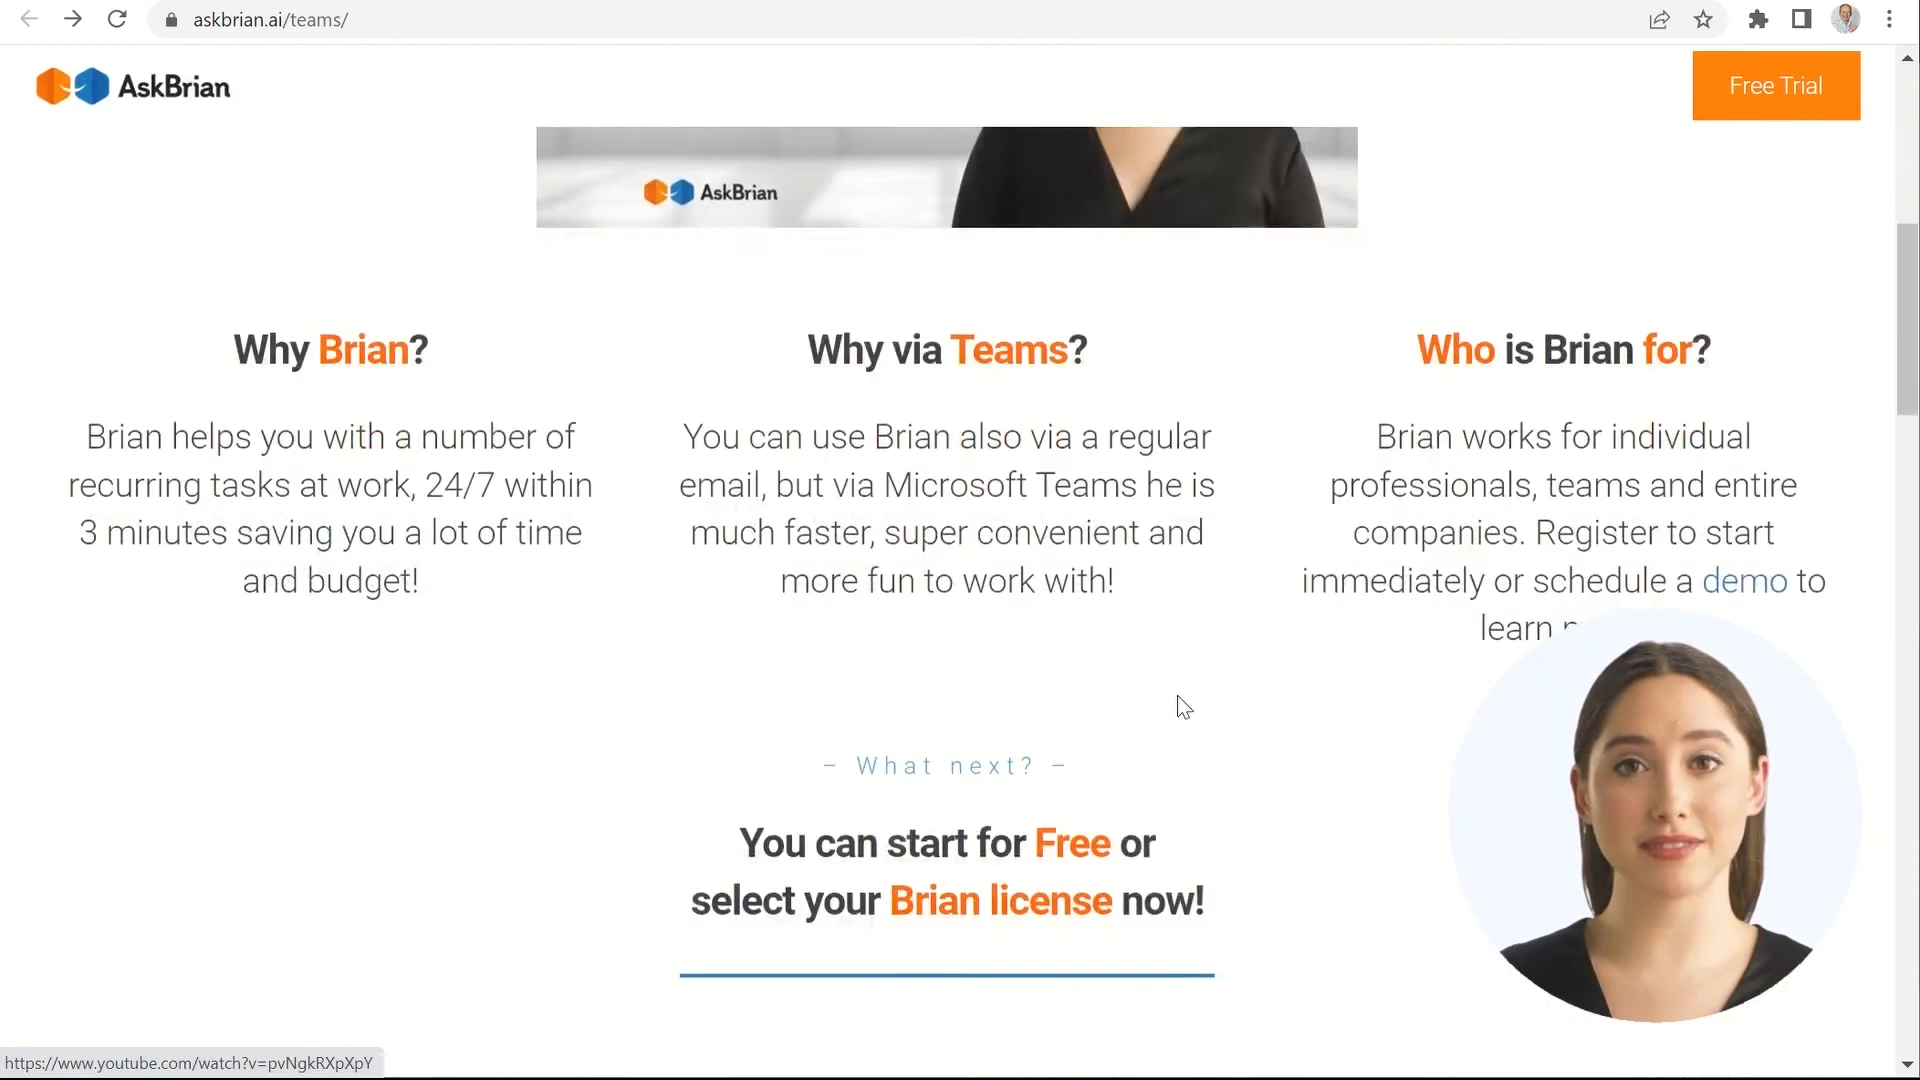 askbrian.ai/teams/
AskBrian
Free Trial
AskBrian
Why Brian?
Brian helps you with a number of
recurring tasks at work, 24/7 within
3 minutes saving you a lot of time
and budget!
Why via Teams?
You can use Brian also via a regular
email, but via Microsoft Teams he is
much faster, super convenient and
more fun to work with!
Who is Brian for?
Brian works for individual
professionals, teams and entire
companies. Register to start
immediately or schedule a demo to
learn
– What next? –
You can start for Free or
select your Brian license now!
https://www.youtube.com/watch?v=pvNgkRXpXpY